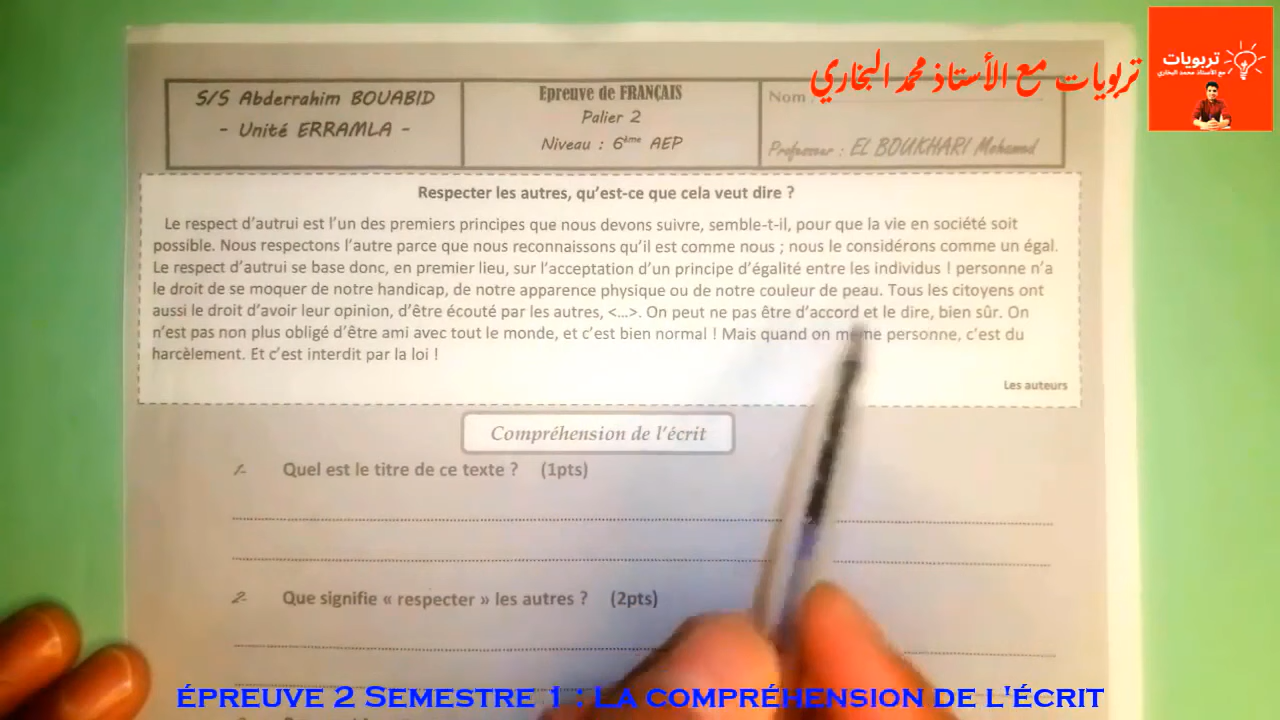 تربويات مع الأستاذ محمد البخاري
تربويات
مع الأستاذ محمد البخاري
S/S Abderrahim BOUABID
- Unité ERRAMLA -
Epreuve de FRANÇAIS
Palier 2
Niveau : 6ème AEP
Nom :
Professeur : EL BOUKHARI Mohamed
Respecter les autres, qu'est-ce que cela veut dire ?
Le respect d'autrui est l'un des premiers principes que nous devons suivre, semble-t-il, pour que la vie en société soit
possible. Nous respectons l'autre parce que nous reconnaissons qu'il est comme nous ; nous le considérons comme un égal.
Le respect d'autrui se base donc, en premier lieu, sur l'acceptation d'un principe d'égalité entre les individus ! personne n'a
le droit de se moquer de notre handicap, de notre apparence physique ou de notre couleur de peau. Tous les citoyens ont
aussi le droit d'avoir leur opinion, d'être écouté par les autres, <...>. On peut ne pas être d'accord et le dire, bien sûr. On
n'est pas non plus obligé d'être ami avec tout le monde, et c'est bien normal ! Mais quand on personne, c'est du
harcèlement. Et c'est interdit par la loi !
Les auteurs
Compréhension de l'écrit
1- Quel est le titre de ce texte ? (1pts)
2- Que signifie « respecter » les autres ? (2pts)
épreuve 2 Semestre 1 : La compréhension de l'écrit